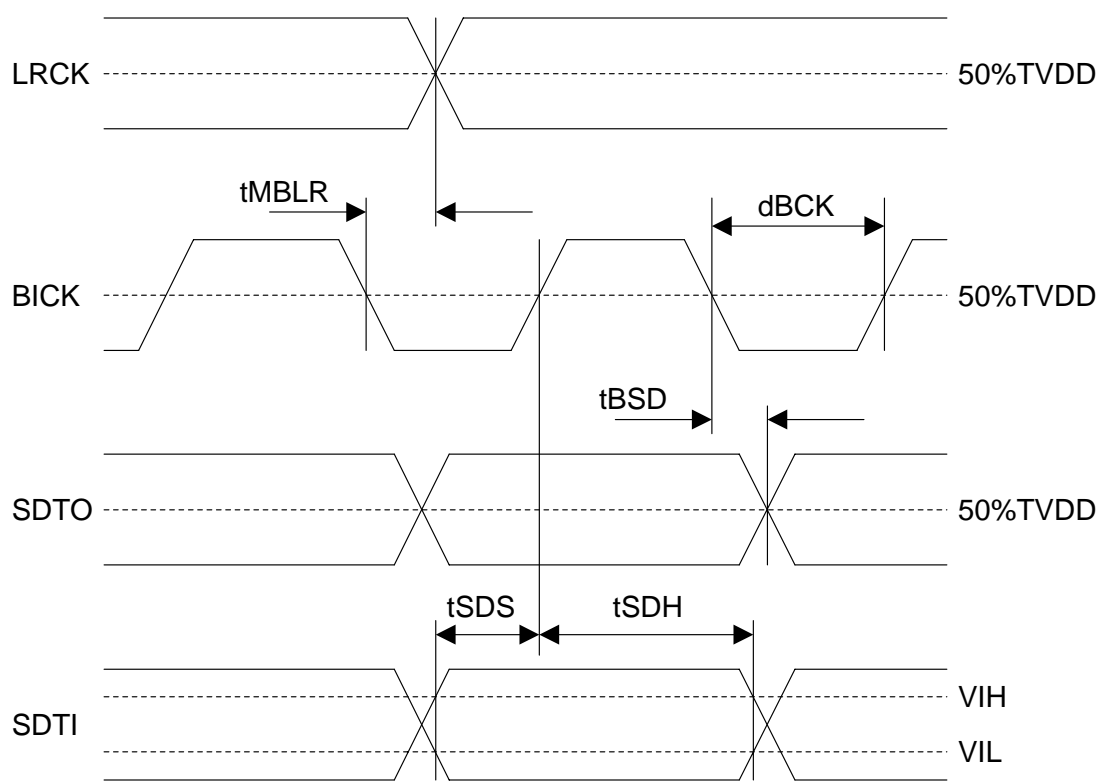 LRCK 50%TVDD
tMBLR dBCK
BICK 50%TVDD
tBSD
SDTO 50%TVDD
tSDS tSDH
VIH
SDTI
VIL